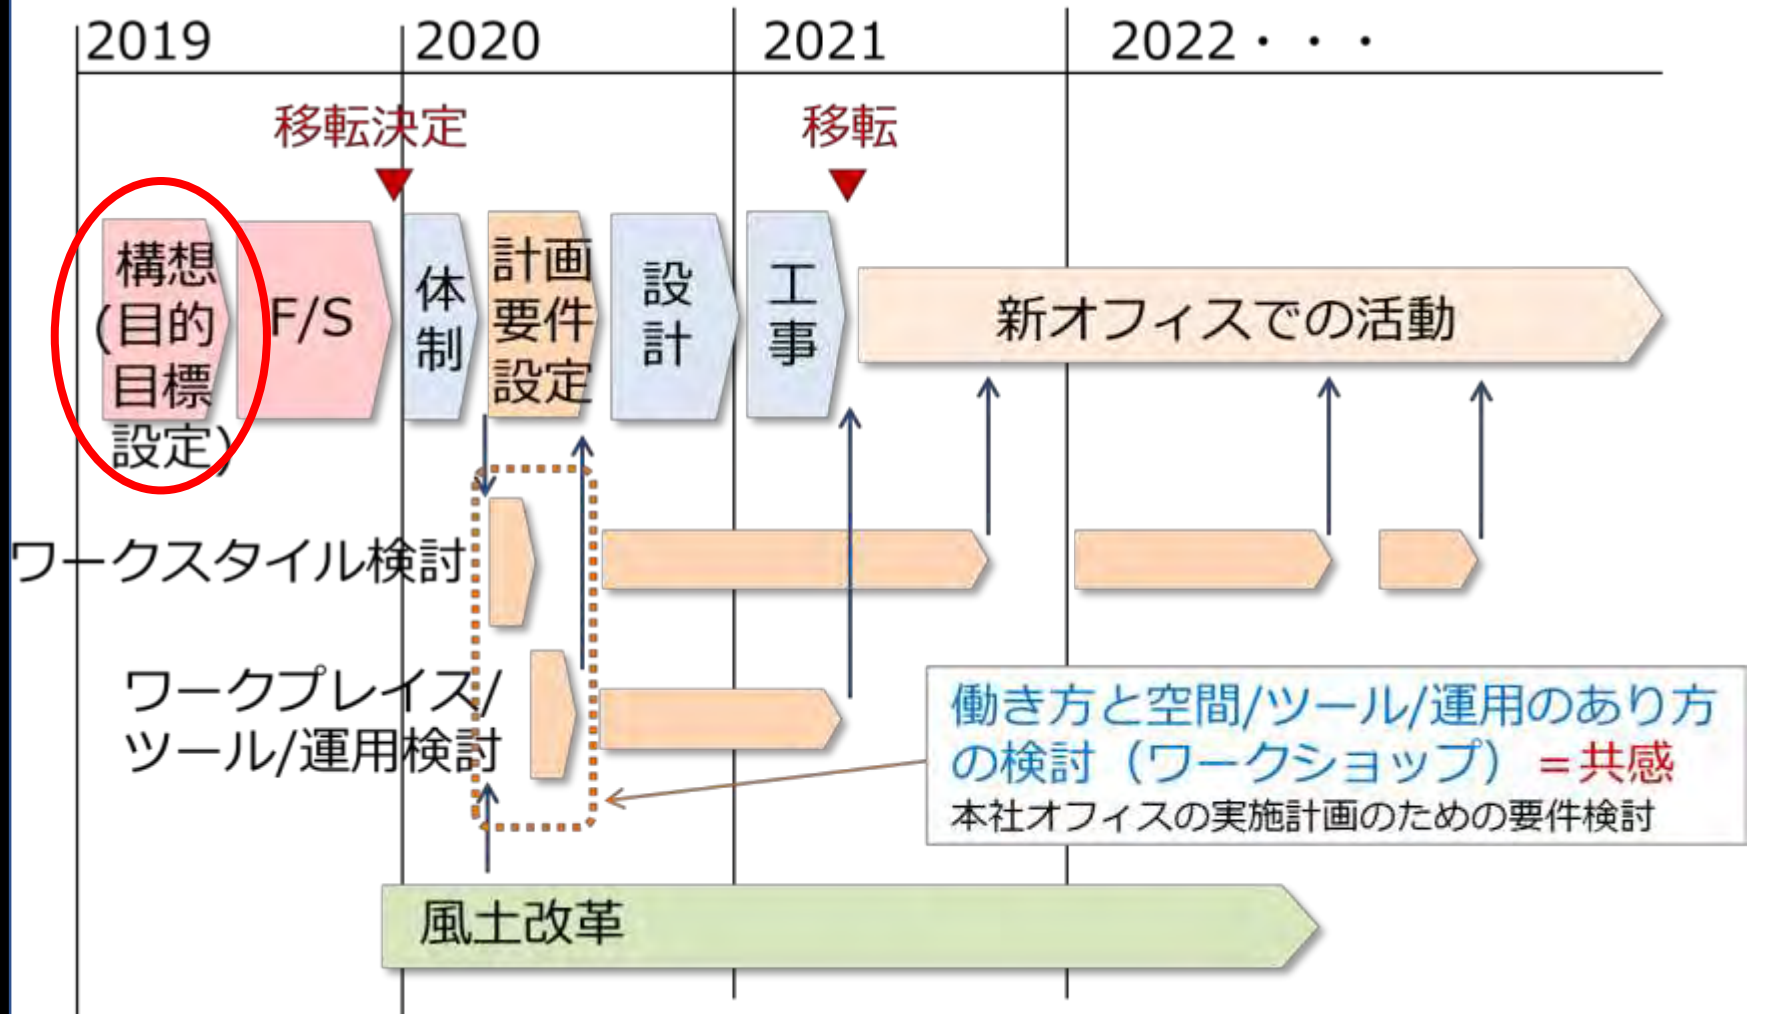 2019
2020
2021
2022・・・
移転決定
移転
構想
(目的
目標
設定)
F/S
体
制
計画
要件
設定
設
計
工
事
新オフィスでの活動
ワークスタイル検討
ワークプレイス/
ツール/運用検討
働き方と空間/ツール/運用のあり方
の検討（ワークショップ）＝共感
本社オフィスの実施計画のための要件検討
風土改革